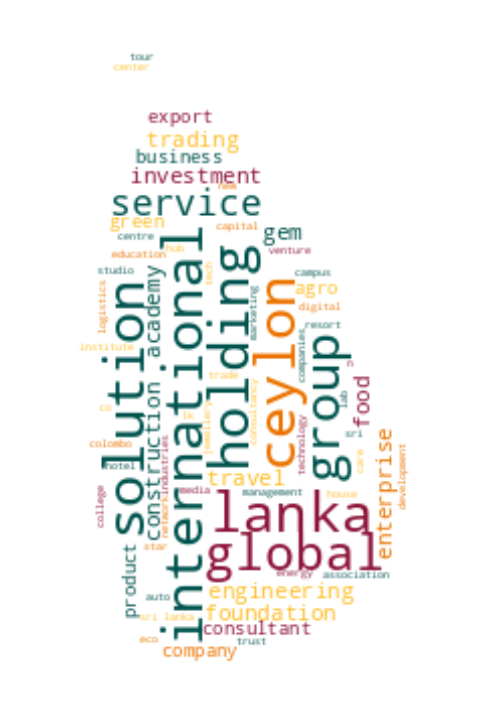 tour
center
export
trading
business
investment
new
service
green
capital
gem
centre
venture
hub
education
international
holding
studio
tech
campus
academy
ceylon
agro
logistics
solution
marketing
digital
resort
institute
companies
group
trade
n
co
construction
jewellery
consultancy
lab
food
lk
sri
colombo
technology
enterprise
hotel
industries
care
development
travel
college
network
media
management
house
lanka
star
global
product
energy
association
auto
engineering
sri lanka
foundation
eco
consultant
trust
company